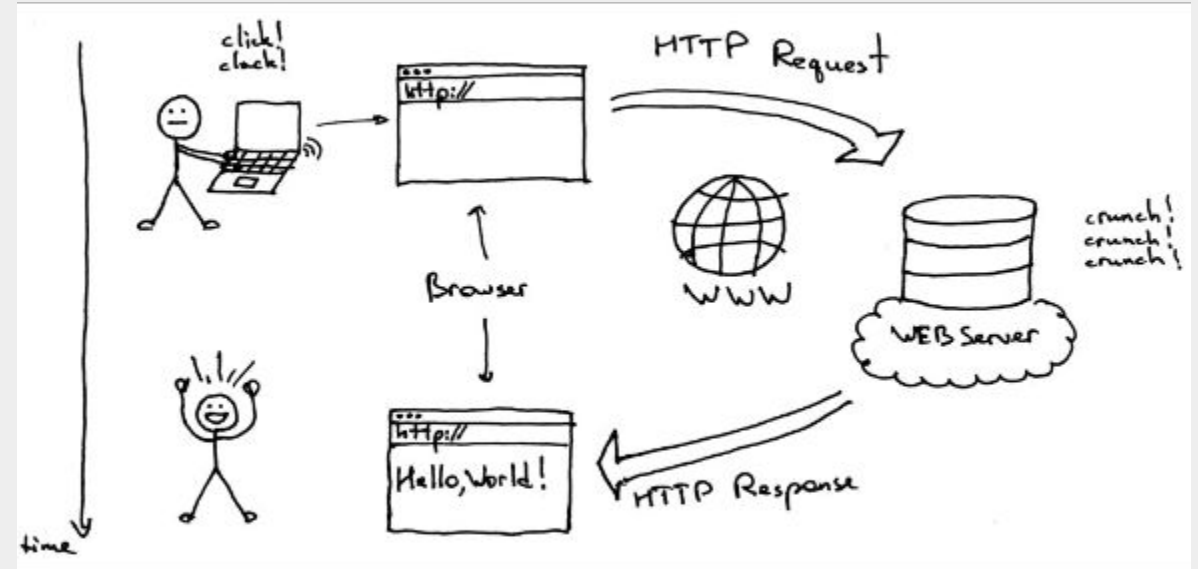 click!
clack!
HTTP Request
http://
crunch!
crunch!
crunch!
Browser
WWW
WEB Server
http://
Hello, World!
HTTP Response
time